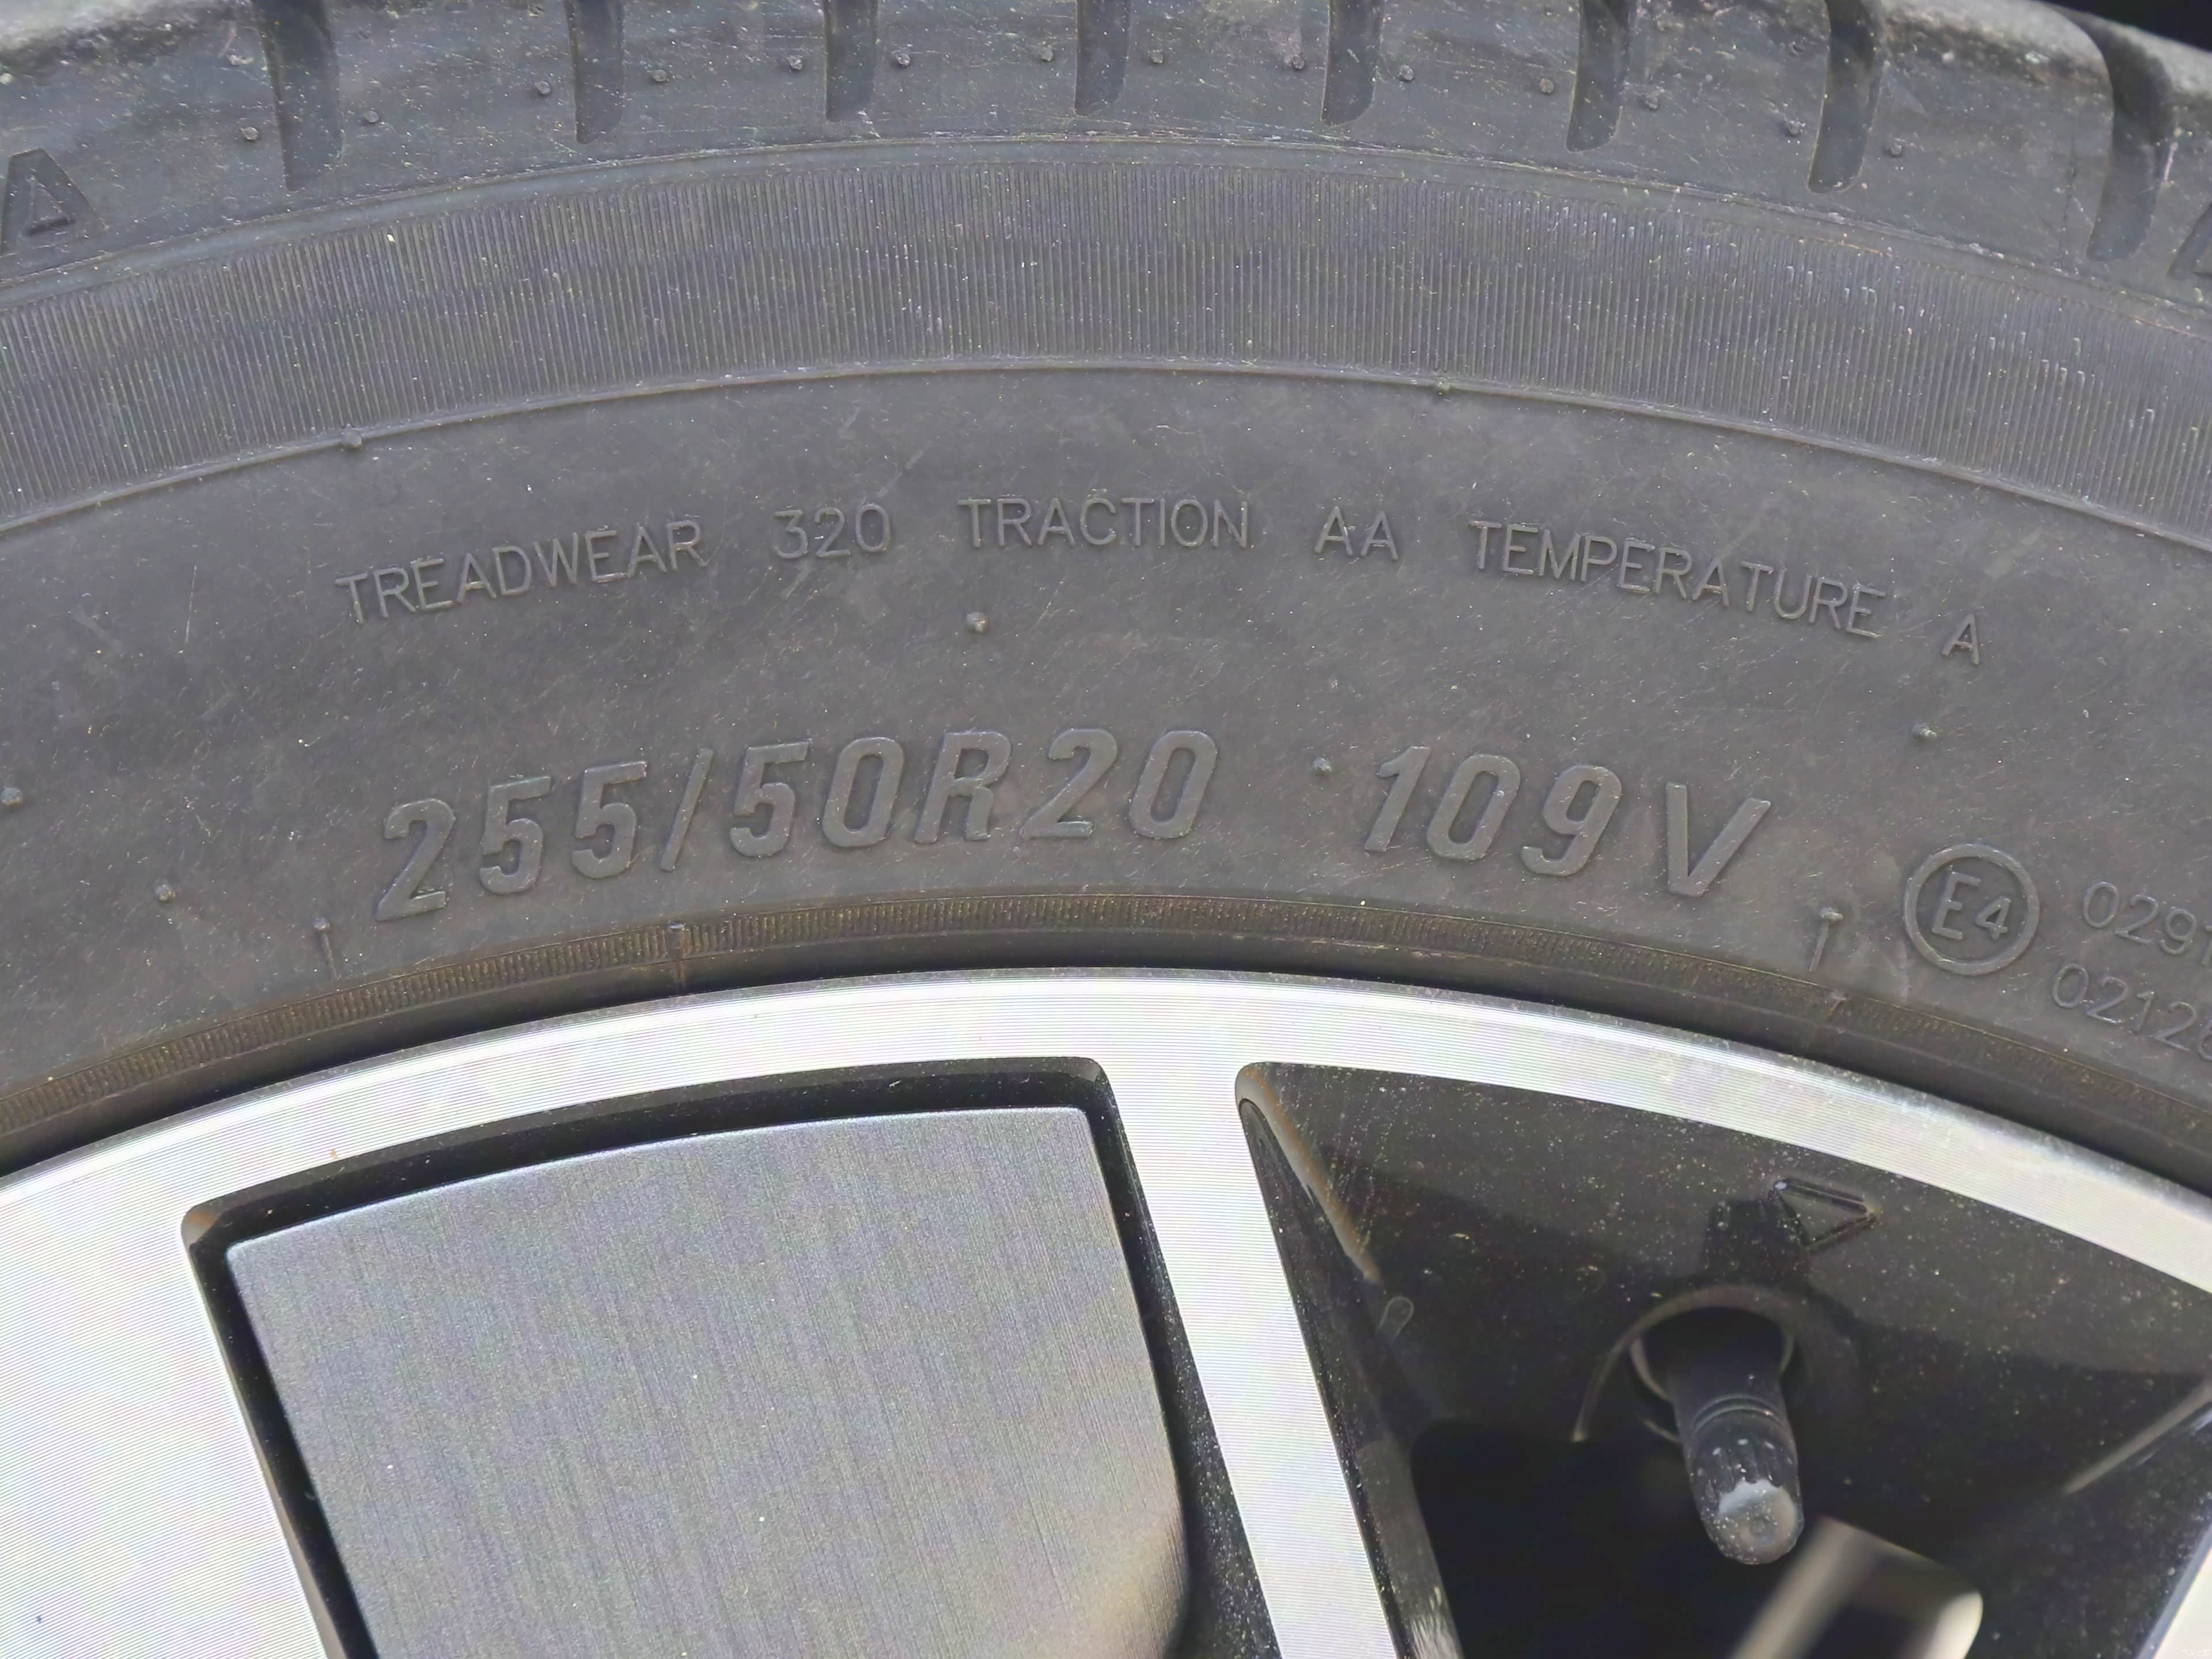 TREADWEAR 320 TRACTION AA TEMPERATURE A
255/50R20 109V
E4